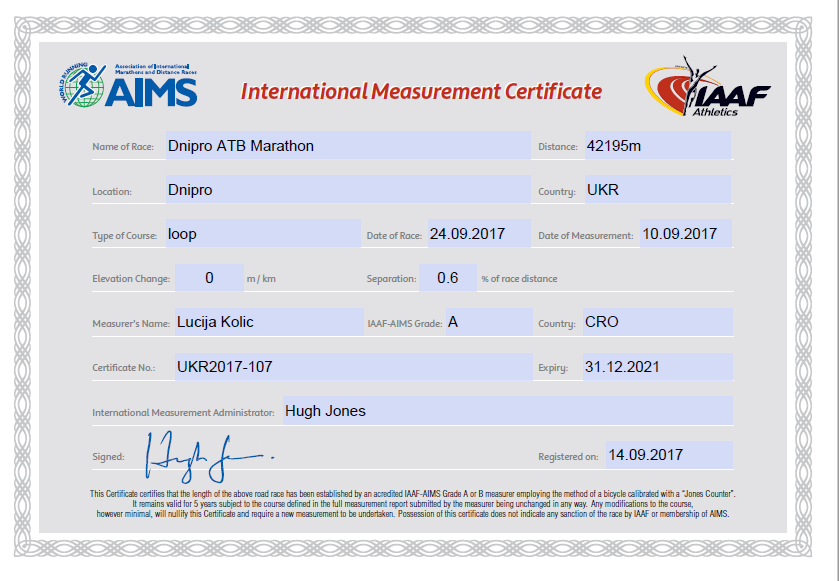 WORLD RUNNING
Association of International
Marathons and Distance Races
AIMS
International Measurement Certificate
IAAF
Athletics
Name of Race: Dnipro ATB Marathon Distance: 42195m
Location: Dnipro Country: UKR
Type of Course: loop Date of Race: 24.09.2017 Date of Measurement: 10.09.2017
Elevation Change: 0 m / km Separation: 0.6 % of race distance
Measurer's Name: Lucija Kolic IAAF-AIMS Grade: A Country: CRO
Certificate No.: UKR2017-107 Expiry: 31.12.2021
International Measurement Administrator: Hugh Jones
Signed: Registered on: 14.09.2017
This Certificate certifies that the length of the above road race has been established by an acredited IAAF-AIMS Grade A or B measurer employing the method of a bicycle calibrated with a "Jones Counter".
It remains valid for 5 years subject to the course defined in the full measurement report submitted by the measurer being unchanged in any way. Any modifications to the course,
however minimal, will nullify this Certificate and require a new measurement to be undertaken. Possession of this certificate does not indicate any sanction of the race by IAAF or membership of AIMS.